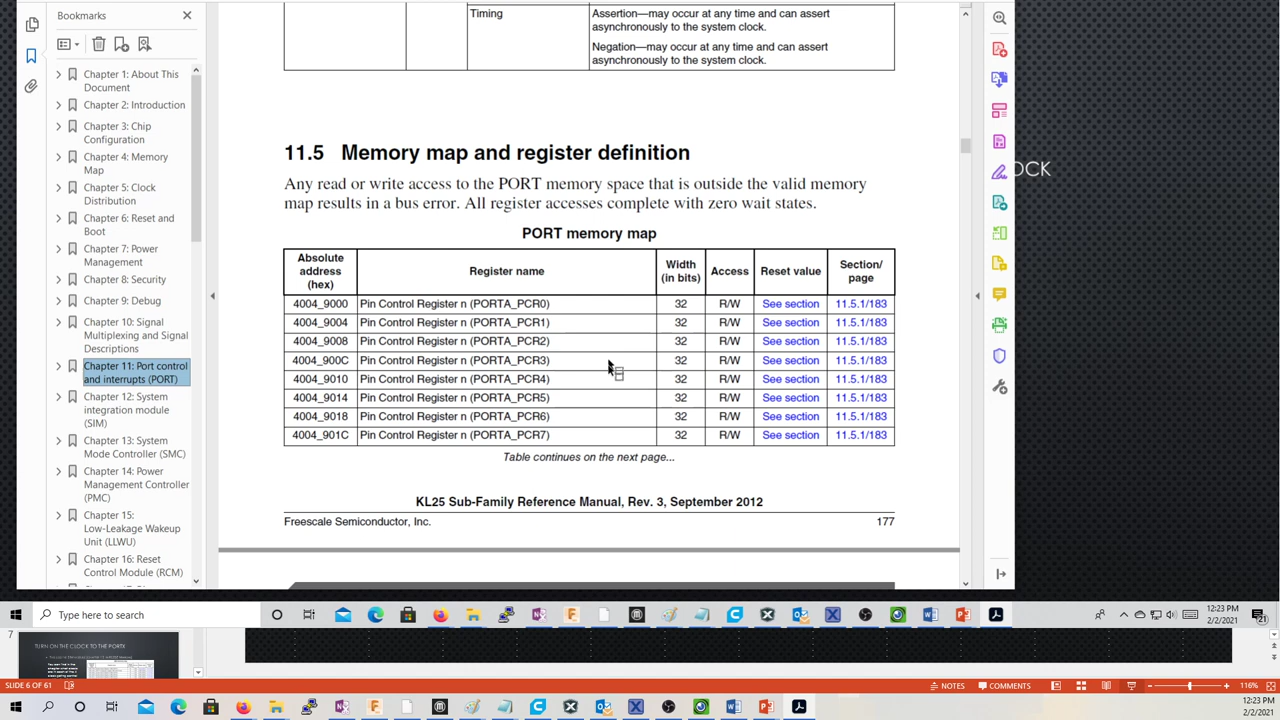 Bookmarks
Chapter 1: About This
Document
Chapter 2: Introduction
Chapter 3: Chip
Configuration
Chapter 4: Memory
Map
Chapter 5: Clock
Distribution
Chapter 6: Reset and
Boot
Chapter 7: Power
Management
Chapter 8: Security
Chapter 9: Debug
Chapter 10: Signal
Multiplexing and Signal
Descriptions
Chapter 11: Port control
and interrupts (PORT)
Chapter 12: System
integration module
(SIM)
Chapter 13: System
Mode Controller (SMC)
Chapter 14: Power
Management Controller
(PMC)
Chapter 15:
Low-Leakage Wakeup
Unit (LLWU)
Chapter 16: Reset
Control Module (RCM)
Timing
Assertion—may occur at any time and can assert
asynchronously to the system clock.
Negation—may occur at any time and can assert
asynchronously to the system clock.
11.5 Memory map and register definition
Any read or write access to the PORT memory space that is outside the valid memory
map results in a bus error. All register accesses complete with zero wait states.
PORT memory map
Absolute address (hex) Register name Width (in bits) Access Reset value Section/ page
4004_9000 Pin Control Register n (PORTA_PCR0) 32 R/W See section 11.5.1/183
4004_9004 Pin Control Register n (PORTA_PCR1) 32 R/W See section 11.5.1/183
4004_9008 Pin Control Register n (PORTA_PCR2) 32 R/W See section 11.5.1/183
4004_900C Pin Control Register n (PORTA_PCR3) 32 R/W See section 11.5.1/183
4004_9010 Pin Control Register n (PORTA_PCR4) 32 R/W See section 11.5.1/183
4004_9014 Pin Control Register n (PORTA_PCR5) 32 R/W See section 11.5.1/183
4004_9018 Pin Control Register n (PORTA_PCR6) 32 R/W See section 11.5.1/183
4004_901C Pin Control Register n (PORTA_PCR7) 32 R/W See section 11.5.1/183
Table continues on the next page...
KL25 Sub-Family Reference Manual, Rev. 3, September 2012
Freescale Semiconductor, Inc. 177
OCK
Type here to search
12:23 PM
2/2/2021
7
TURN ON THE CLOCK TO THE PORTX
SLIDE 6 OF 61
NOTES
COMMENTS
116%
12:23 PM
2/2/2021